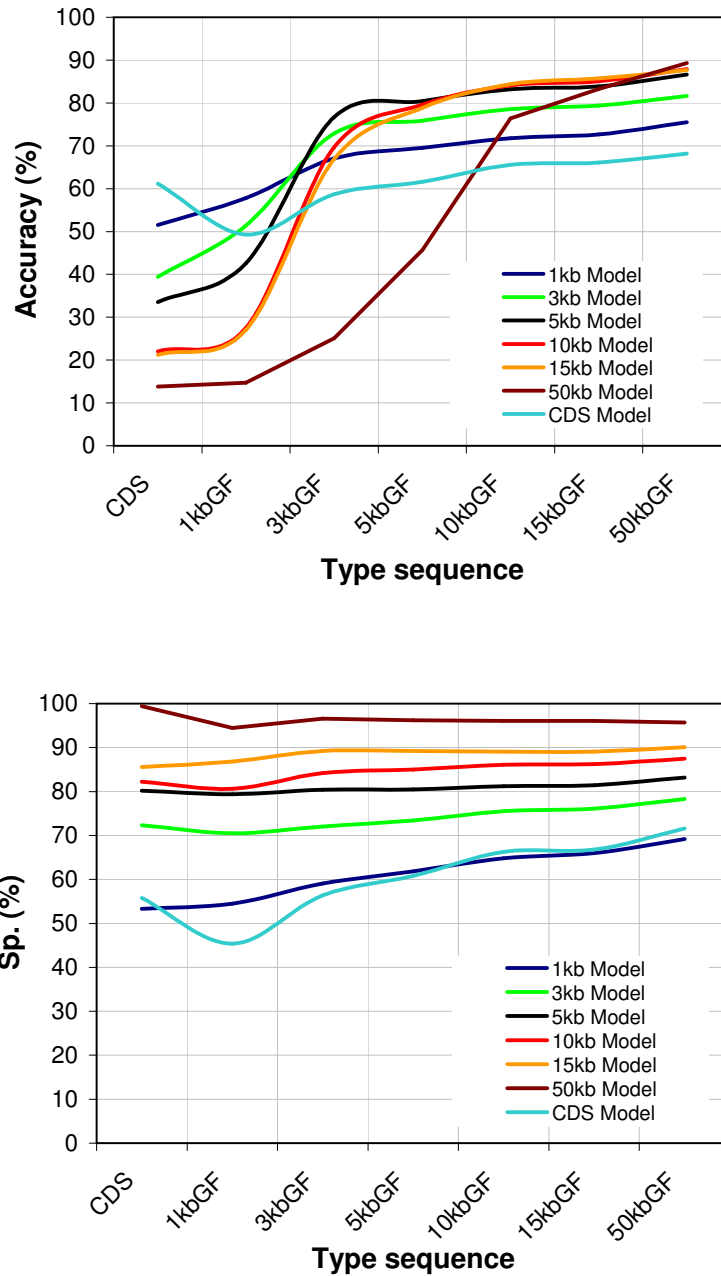 100
90
80
70
60
50
40
30
20
10
0
Accuracy (%)
1kb Model
3kb Model
5kb Model
10kb Model
15kb Model
50kb Model
CDS Model
CDS
1kbGF
3kbGF
5kbGF
10kbGF
15kbGF
50kbGF
Type sequence
100
90
80
70
60
50
40
30
20
10
0
Sp. (%)
1kb Model
3kb Model
5kb Model
10kb Model
15kb Model
50kb Model
CDS Model
CDS
1kbGF
3kbGF
5kbGF
10kbGF
15kbGF
50kbGF
Type sequence